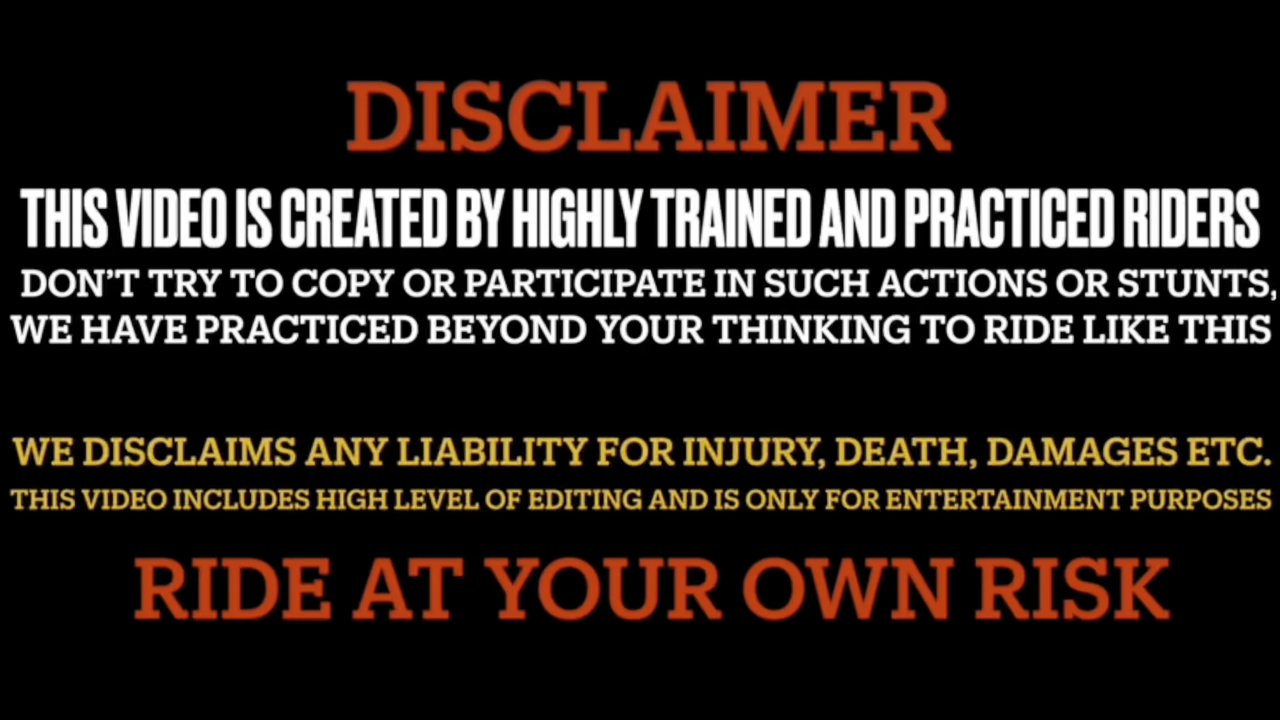 DISCLAIMER
THIS VIDEO IS CREATED BY HIGHLY TRAINED AND PRACTICED RIDERS
DON'T TRY TO COPY OR PARTICIPATE IN SUCH ACTIONS OR STUNTS,
WE HAVE PRACTICED BEYOND YOUR THINKING TO RIDE LIKE THIS
WE DISCLAIMS ANY LIABILITY FOR INJURY, DEATH, DAMAGES ETC.
THIS VIDEO INCLUDES HIGH LEVEL OF EDITING AND IS ONLY FOR ENTERTAINMENT PURPOSES
RIDE AT YOUR OWN RISK